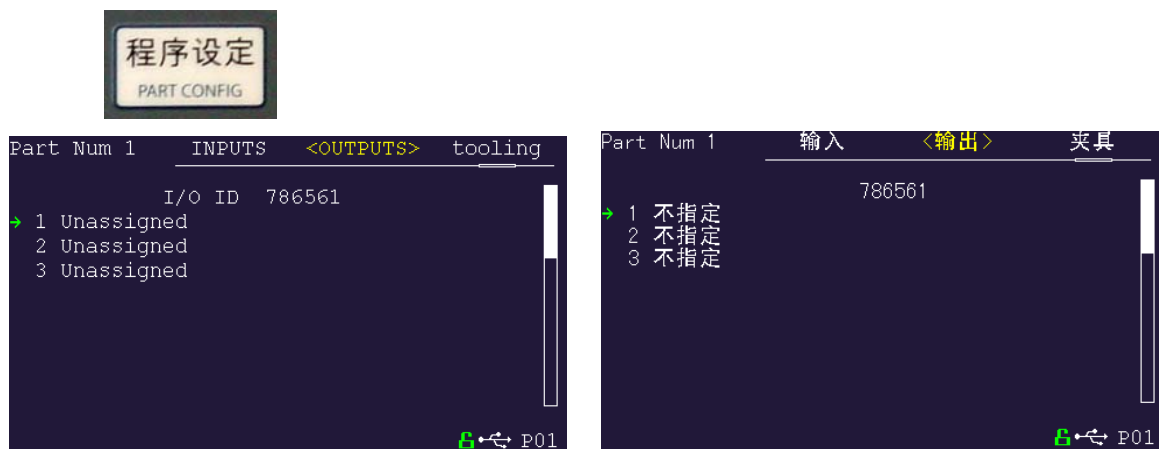 程序设定
PART CONFIG
Part Num 1 INPUTS <OUTPUTS> tooling
I/O ID 786561
→ 1 Unassigned
2 Unassigned
3 Unassigned
P01
Part Num 1 输入 <输出> 夹具
786561
→ 1 不指定
2 不指定
3 不指定
P01